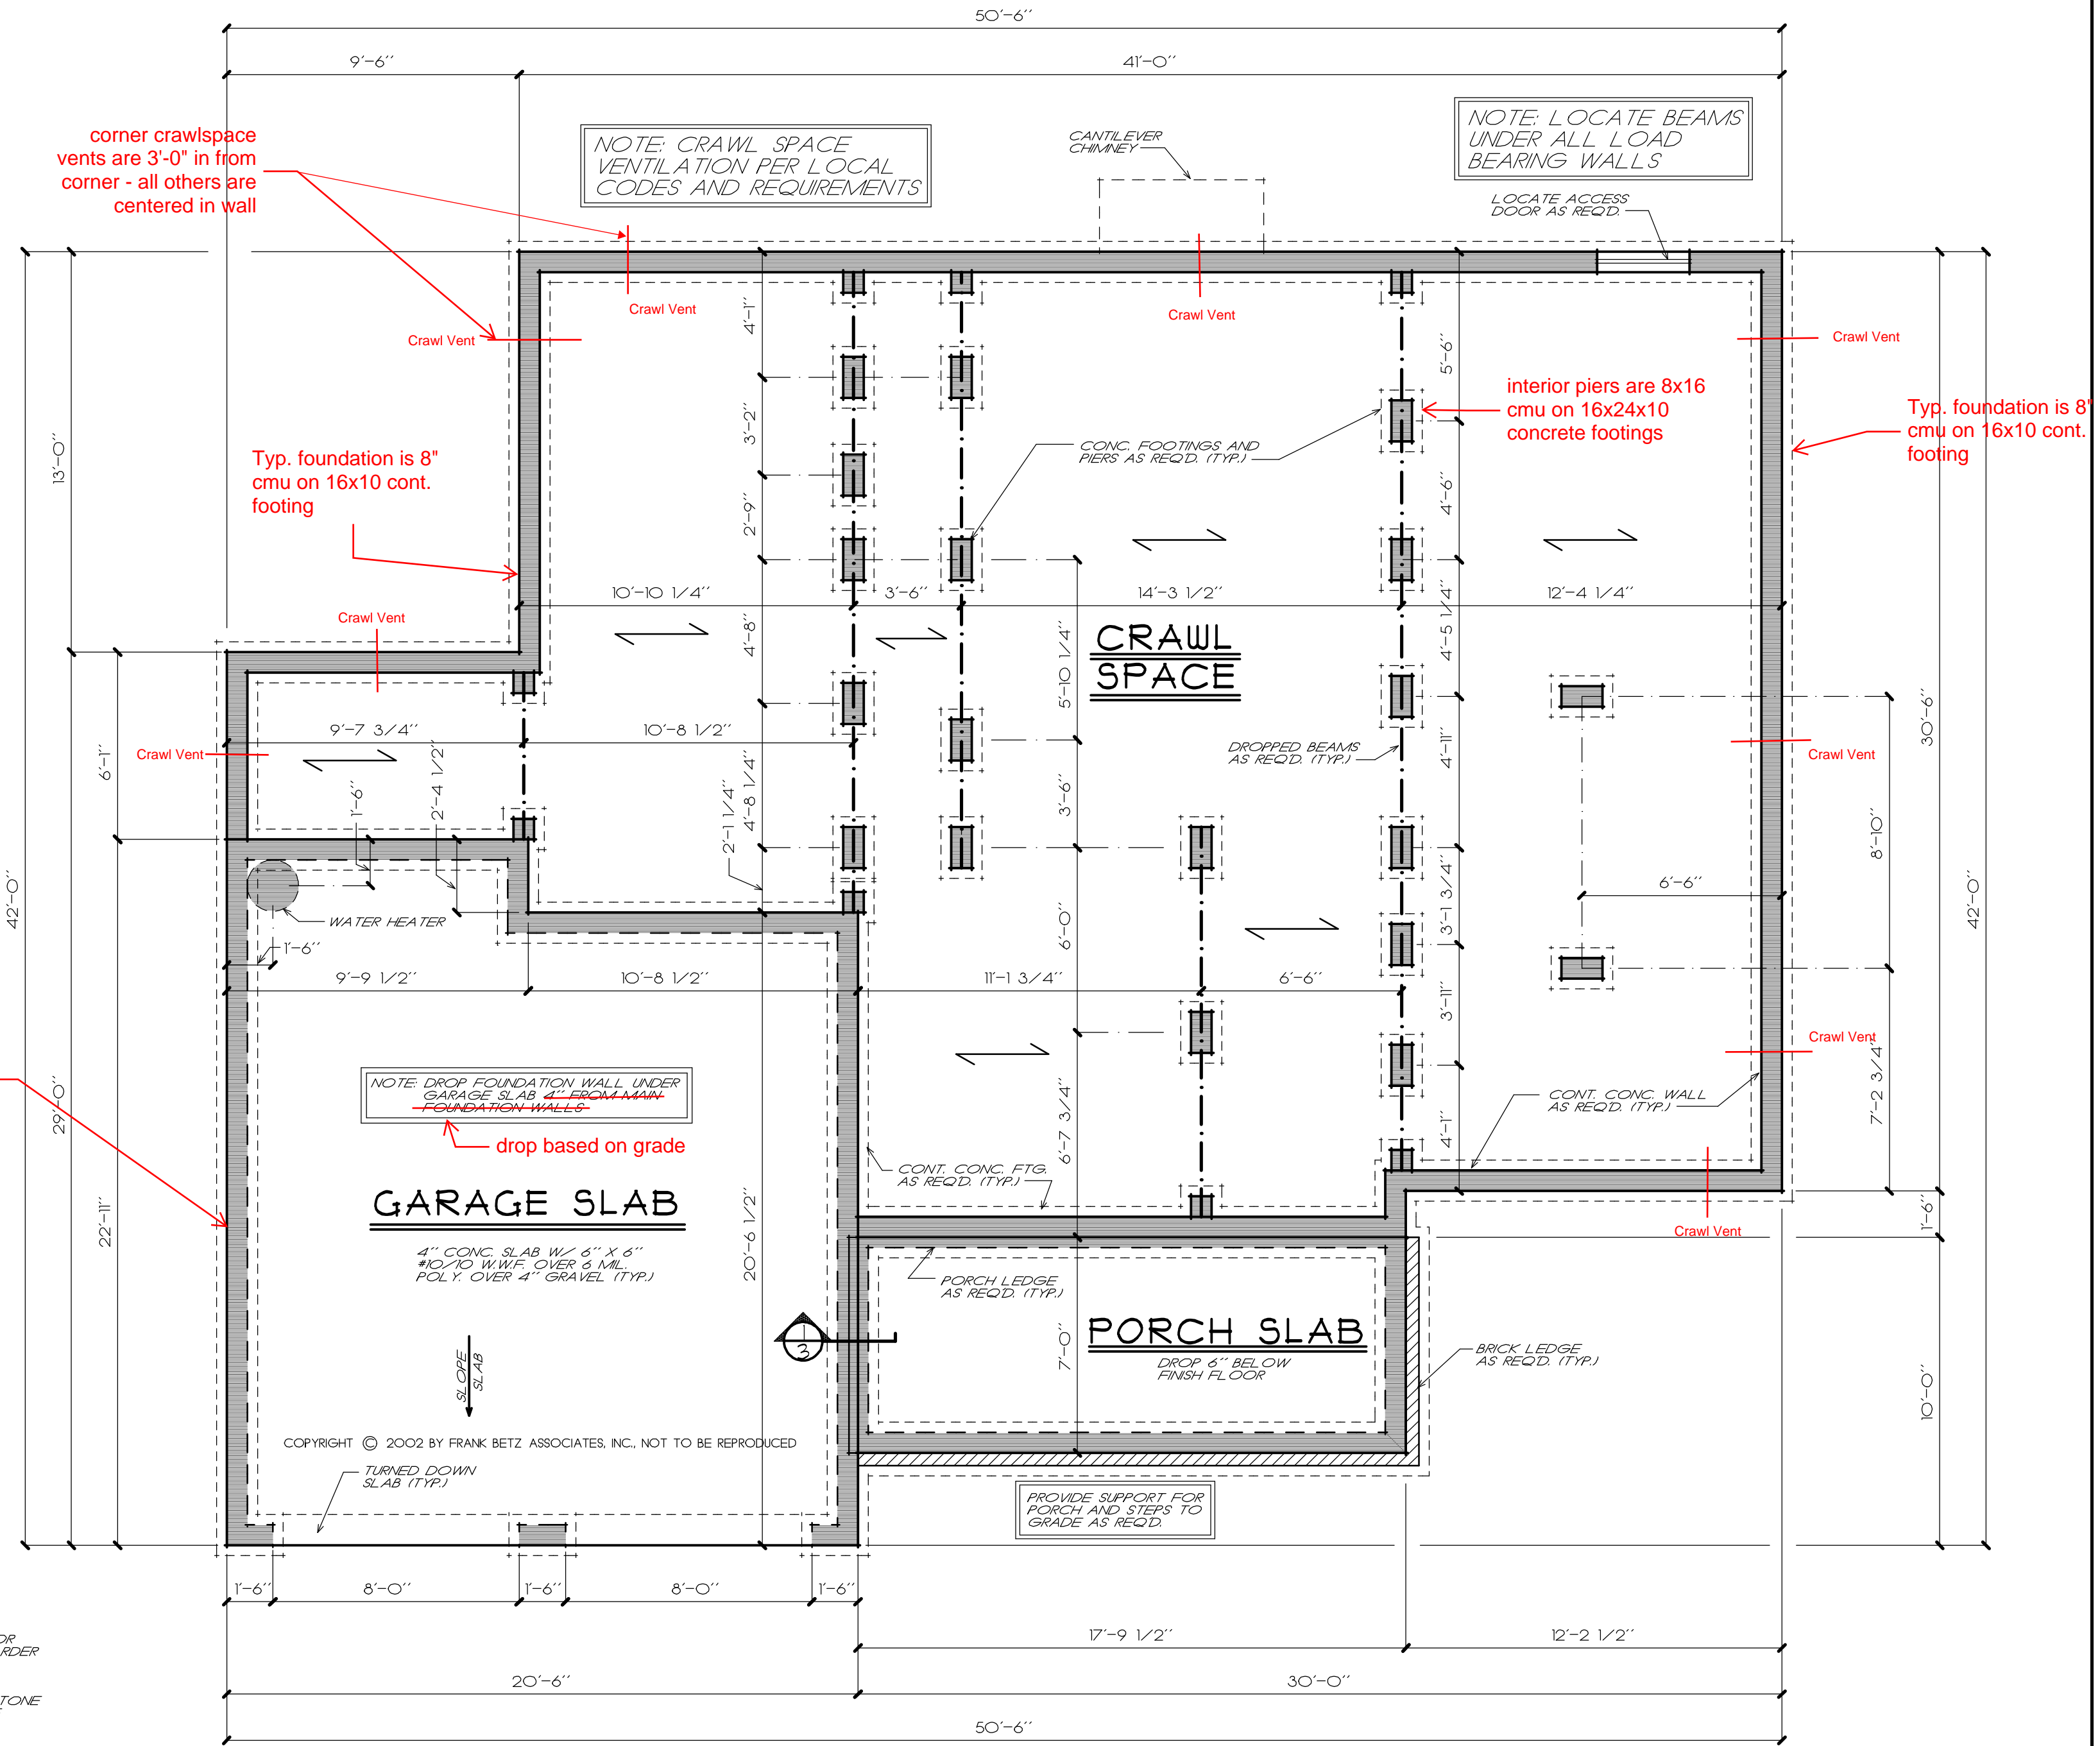 50'-6"
9'-6"
41'-0"
corner crawlspace
vents are 3'-0" in from
corner - all others are
centered in wall
NOTE: CRAWL SPACE
VENTILATION PER LOCAL
CODES AND REQUIREMENTS
CANTILEVER
CHIMNEY
NOTE: LOCATE BEAMS
UNDER ALL LOAD
BEARING WALLS
LOCATE ACCESS
DOOR AS REQ'D.
Crawl Vent
Crawl Vent
Crawl Vent
Crawl Vent
4'-1"
5'-6"
interior piers are 8x16
cmu on 16x24x10
concrete footings
Typ. foundation is 8"
cmu on 16x10 cont.
footing
13'-0"
3'-2"
CONC. FOOTINGS AND
PIERS AS REQ'D. (TYP.)
Typ. foundation is 8"
cmu on 16x10 cont.
footing
2'-9"
4'-6"
10'-10 1/4"
3'-6"
14'-3 1/2"
12'-4 1/4"
Crawl Vent
4'-8"
5'-10 1/4"
4'-5 1/4"
CRAWL
SPACE
9'-7 3/4"
10'-8 1/2"
30'-6"
Crawl Vent
6'-1"
DROPPED BEAMS
AS REQ'D. (TYP.)
4'-11"
Crawl Vent
1'-6"
2'-4 1/2"
2'-1 1/4"
4'-8 1/4"
3'-6"
8'-10"
42'-0"
6'-6"
42'-0"
WATER HEATER
1'-6"
6'-0"
3'-1 3/4"
9'-9 1/2"
10'-8 1/2"
11'-1 3/4"
6'-6"
3'-11"
Crawl Vent
7'-2 3/4"
29'-0"
NOTE: DROP FOUNDATION WALL UNDER
GARAGE SLAB 4" FROM MAIN
FOUNDATION WALLS
drop based on grade
6'-7 3/4"
4'-1"
CONT. CONC. WALL
AS REQ'D. (TYP.)
CONT. CONC. FTG.
AS REQ'D. (TYP.)
22'-11"
GARAGE SLAB
20'-6 1/2"
1'-6"
Crawl Vent
4" CONC. SLAB W/ 6" X 6"
#10/10 W.W.F. OVER 6 MIL.
POLY. OVER 4" GRAVEL (TYP.)
PORCH LEDGE
AS REQ'D. (TYP.)
1
3
7'-0"
PORCH SLAB
DROP 6" BELOW
FINISH FLOOR
BRICK LEDGE
AS REQ'D. (TYP.)
10'-0"
SLOPE
SLAB
COPYRIGHT © 2002 BY FRANK BETZ ASSOCIATES, INC., NOT TO BE REPRODUCED
TURNED DOWN
SLAB (TYP.)
PROVIDE SUPPORT FOR
PORCH AND STEPS TO
GRADE AS REQ'D.
1'-6"
8'-0"
1'-6"
8'-0"
1'-6"
17'-9 1/2"
12'-2 1/2"
20'-6"
30'-0"
50'-6"